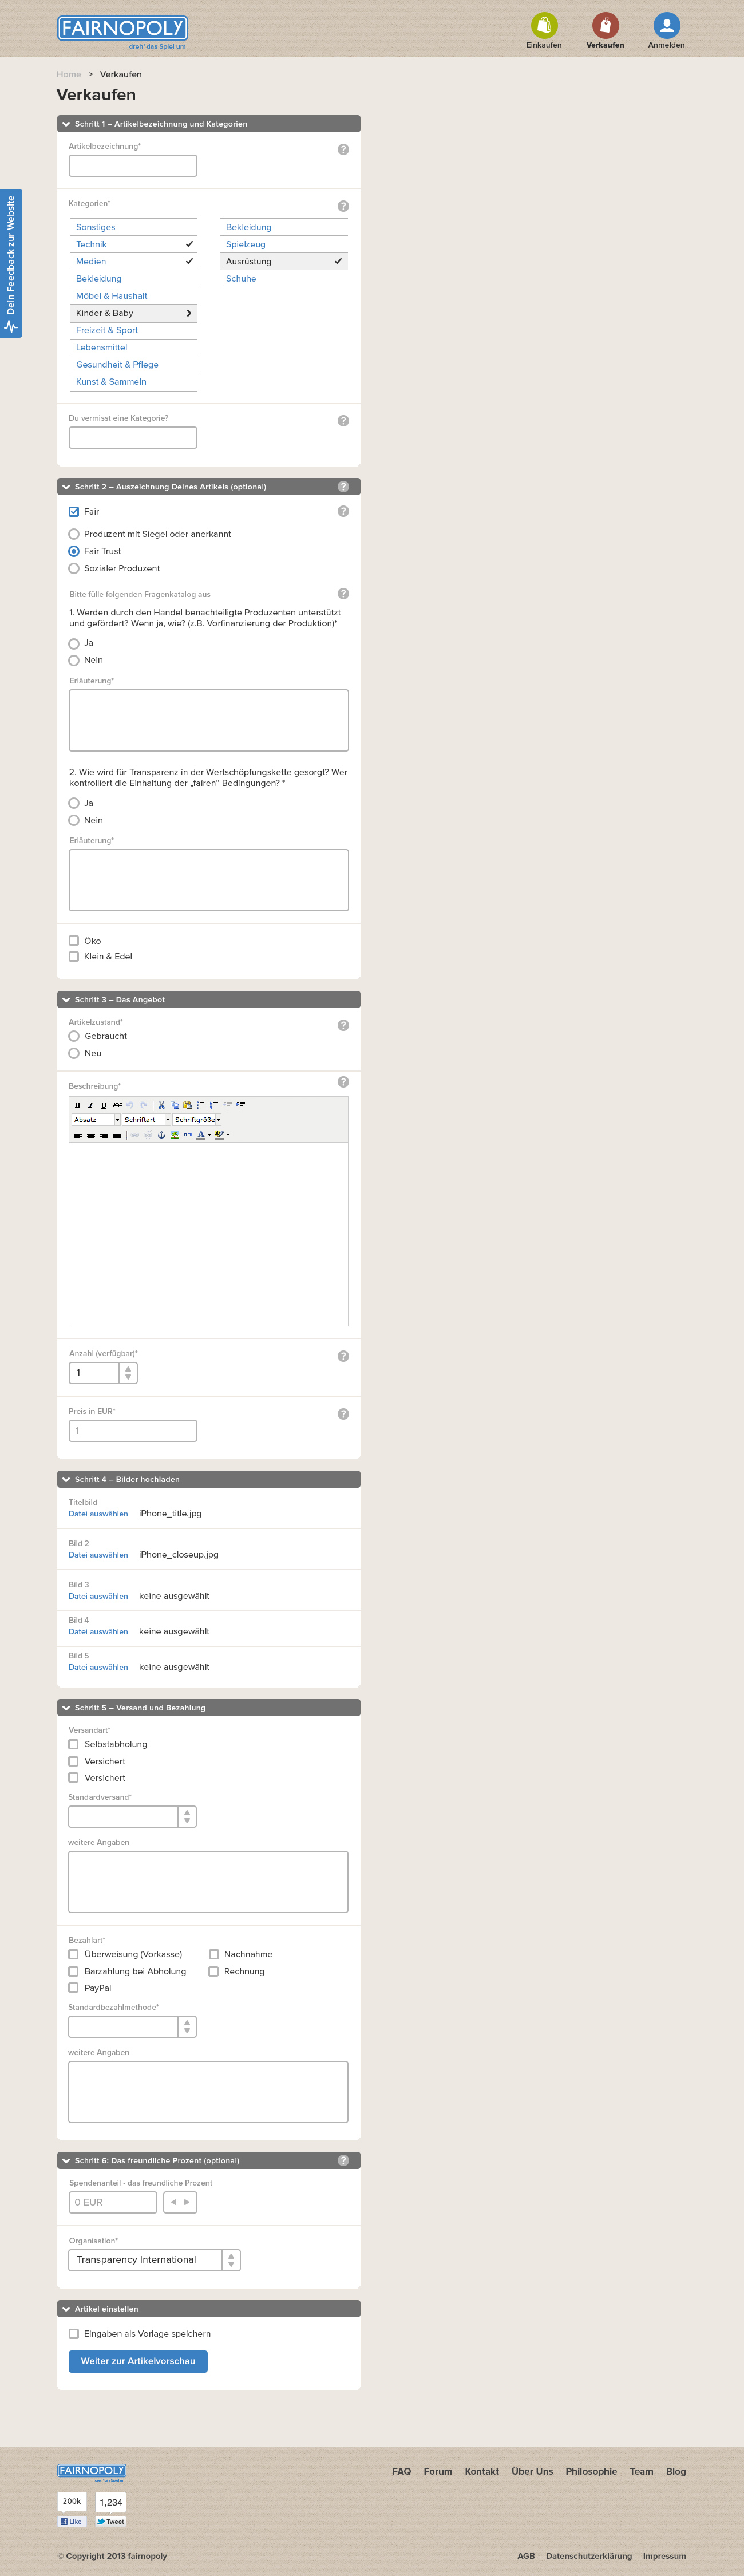 FAIRNOPOLY
dreh' das Spiel um
Einkaufen
Verkaufen
Anmelden
Home > Verkaufen
Verkaufen
Dein Feedback zur Website
Schritt 1 – Artikelbezeichnung und Kategorien
Artikelbezeichnung*
?
Kategorien*
?
Sonstiges
Technik
Medien
Bekleidung
Möbel & Haushalt
Kinder & Baby
Freizeit & Sport
Lebensmittel
Gesundheit & Pflege
Kunst & Sammeln
Bekleidung
Spielzeug
Ausrüstung
Schuhe
Du vermisst eine Kategorie?
?
Schritt 2 – Auszeichnung Deines Artikels (optional)
?
Fair
?
Produzent mit Siegel oder anerkannt
Fair Trust
Sozialer Produzent
Bitte fülle folgenden Fragenkatalog aus
?
1. Werden durch den Handel benachteiligte Produzenten unterstützt
und gefördert? Wenn ja, wie? (z.B. Vorfinanzierung der Produktion)*
Ja
Nein
Erläuterung*
2. Wie wird für Transparenz in der Wertschöpfungskette gesorgt? Wer
kontrolliert die Einhaltung der „fairen“ Bedingungen? *
Ja
Nein
Erläuterung*
Öko
Klein & Edel
Schritt 3 – Das Angebot
Artikelzustand*
?
Gebraucht
Neu
Beschreibung*
?
B I U ABC
Absatz Schriftart Schriftgröße
HTML A
Anzahl (verfügbar)*
?
1
Preis in EUR*
?
1
Schritt 4 – Bilder hochladen
Titelbild
Datei auswählen iPhone_title.jpg
Bild 2
Datei auswählen iPhone_closeup.jpg
Bild 3
Datei auswählen keine ausgewählt
Bild 4
Datei auswählen keine ausgewählt
Bild 5
Datei auswählen keine ausgewählt
Schritt 5 – Versand und Bezahlung
Versandart*
Selbstabholung
Versichert
Versichert
Standardversand*
weitere Angaben
Bezahlart*
Überweisung (Vorkasse) Nachnahme
Barzahlung bei Abholung Rechnung
PayPal
Standardbezahlmethode*
weitere Angaben
Schritt 6: Das freundliche Prozent (optional)
?
Spendenanteil - das freundliche Prozent
0 EUR
Organisation*
Transparency International
Artikel einstellen
Eingaben als Vorlage speichern
Weiter zur Artikelvorschau
FAIRNOPOLY
dreh' das Spiel um
FAQ Forum Kontakt Über Uns Philosophie Team Blog
200k 1,234
Like Tweet
© Copyright 2013 fairnopoly
AGB Datenschutzerklärung Impressum